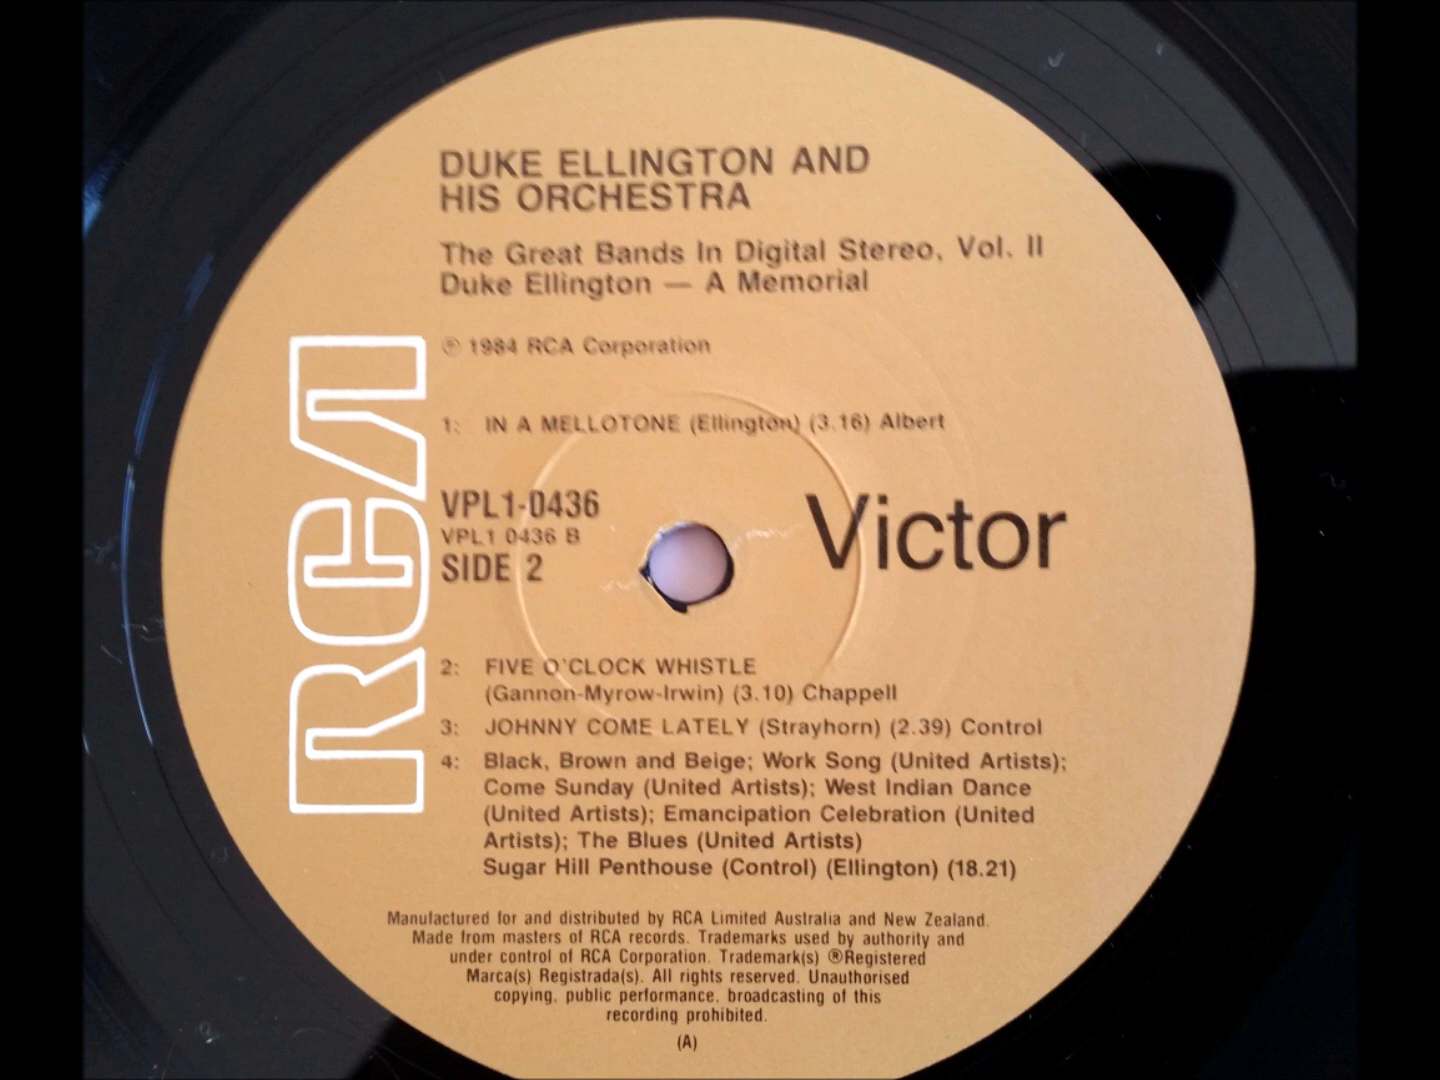 DUKE ELLINGTON AND
HIS ORCHESTRA
The Great Bands In Digital Stereo, Vol. II
Duke Ellington — A Memorial
℗ 1984 RCA Corporation
1: IN A MELLOTONE (Ellington) (3.16) Albert
VPL1-0436
VPL1 0436 B
SIDE 2
RCA
Victor
2: FIVE O'CLOCK WHISTLE
(Gannon-Myrow-Irwin) (3.10) Chappell
3: JOHNNY COME LATELY (Strayhorn) (2.39) Control
4: Black, Brown and Beige; Work Song (United Artists);
Come Sunday (United Artists); West Indian Dance
(United Artists); Emancipation Celebration (United
Artists); The Blues (United Artists)
Sugar Hill Penthouse (Control) (Ellington) (18.21)
Manufactured for and distributed by RCA Limited Australia and New Zealand.
Made from masters of RCA records. Trademarks used by authority and
under control of RCA Corporation. Trademark(s) ®Registered
Marca(s) Registrada(s). All rights reserved. Unauthorised
copying, public performance, broadcasting of this
recording prohibited.
(A)